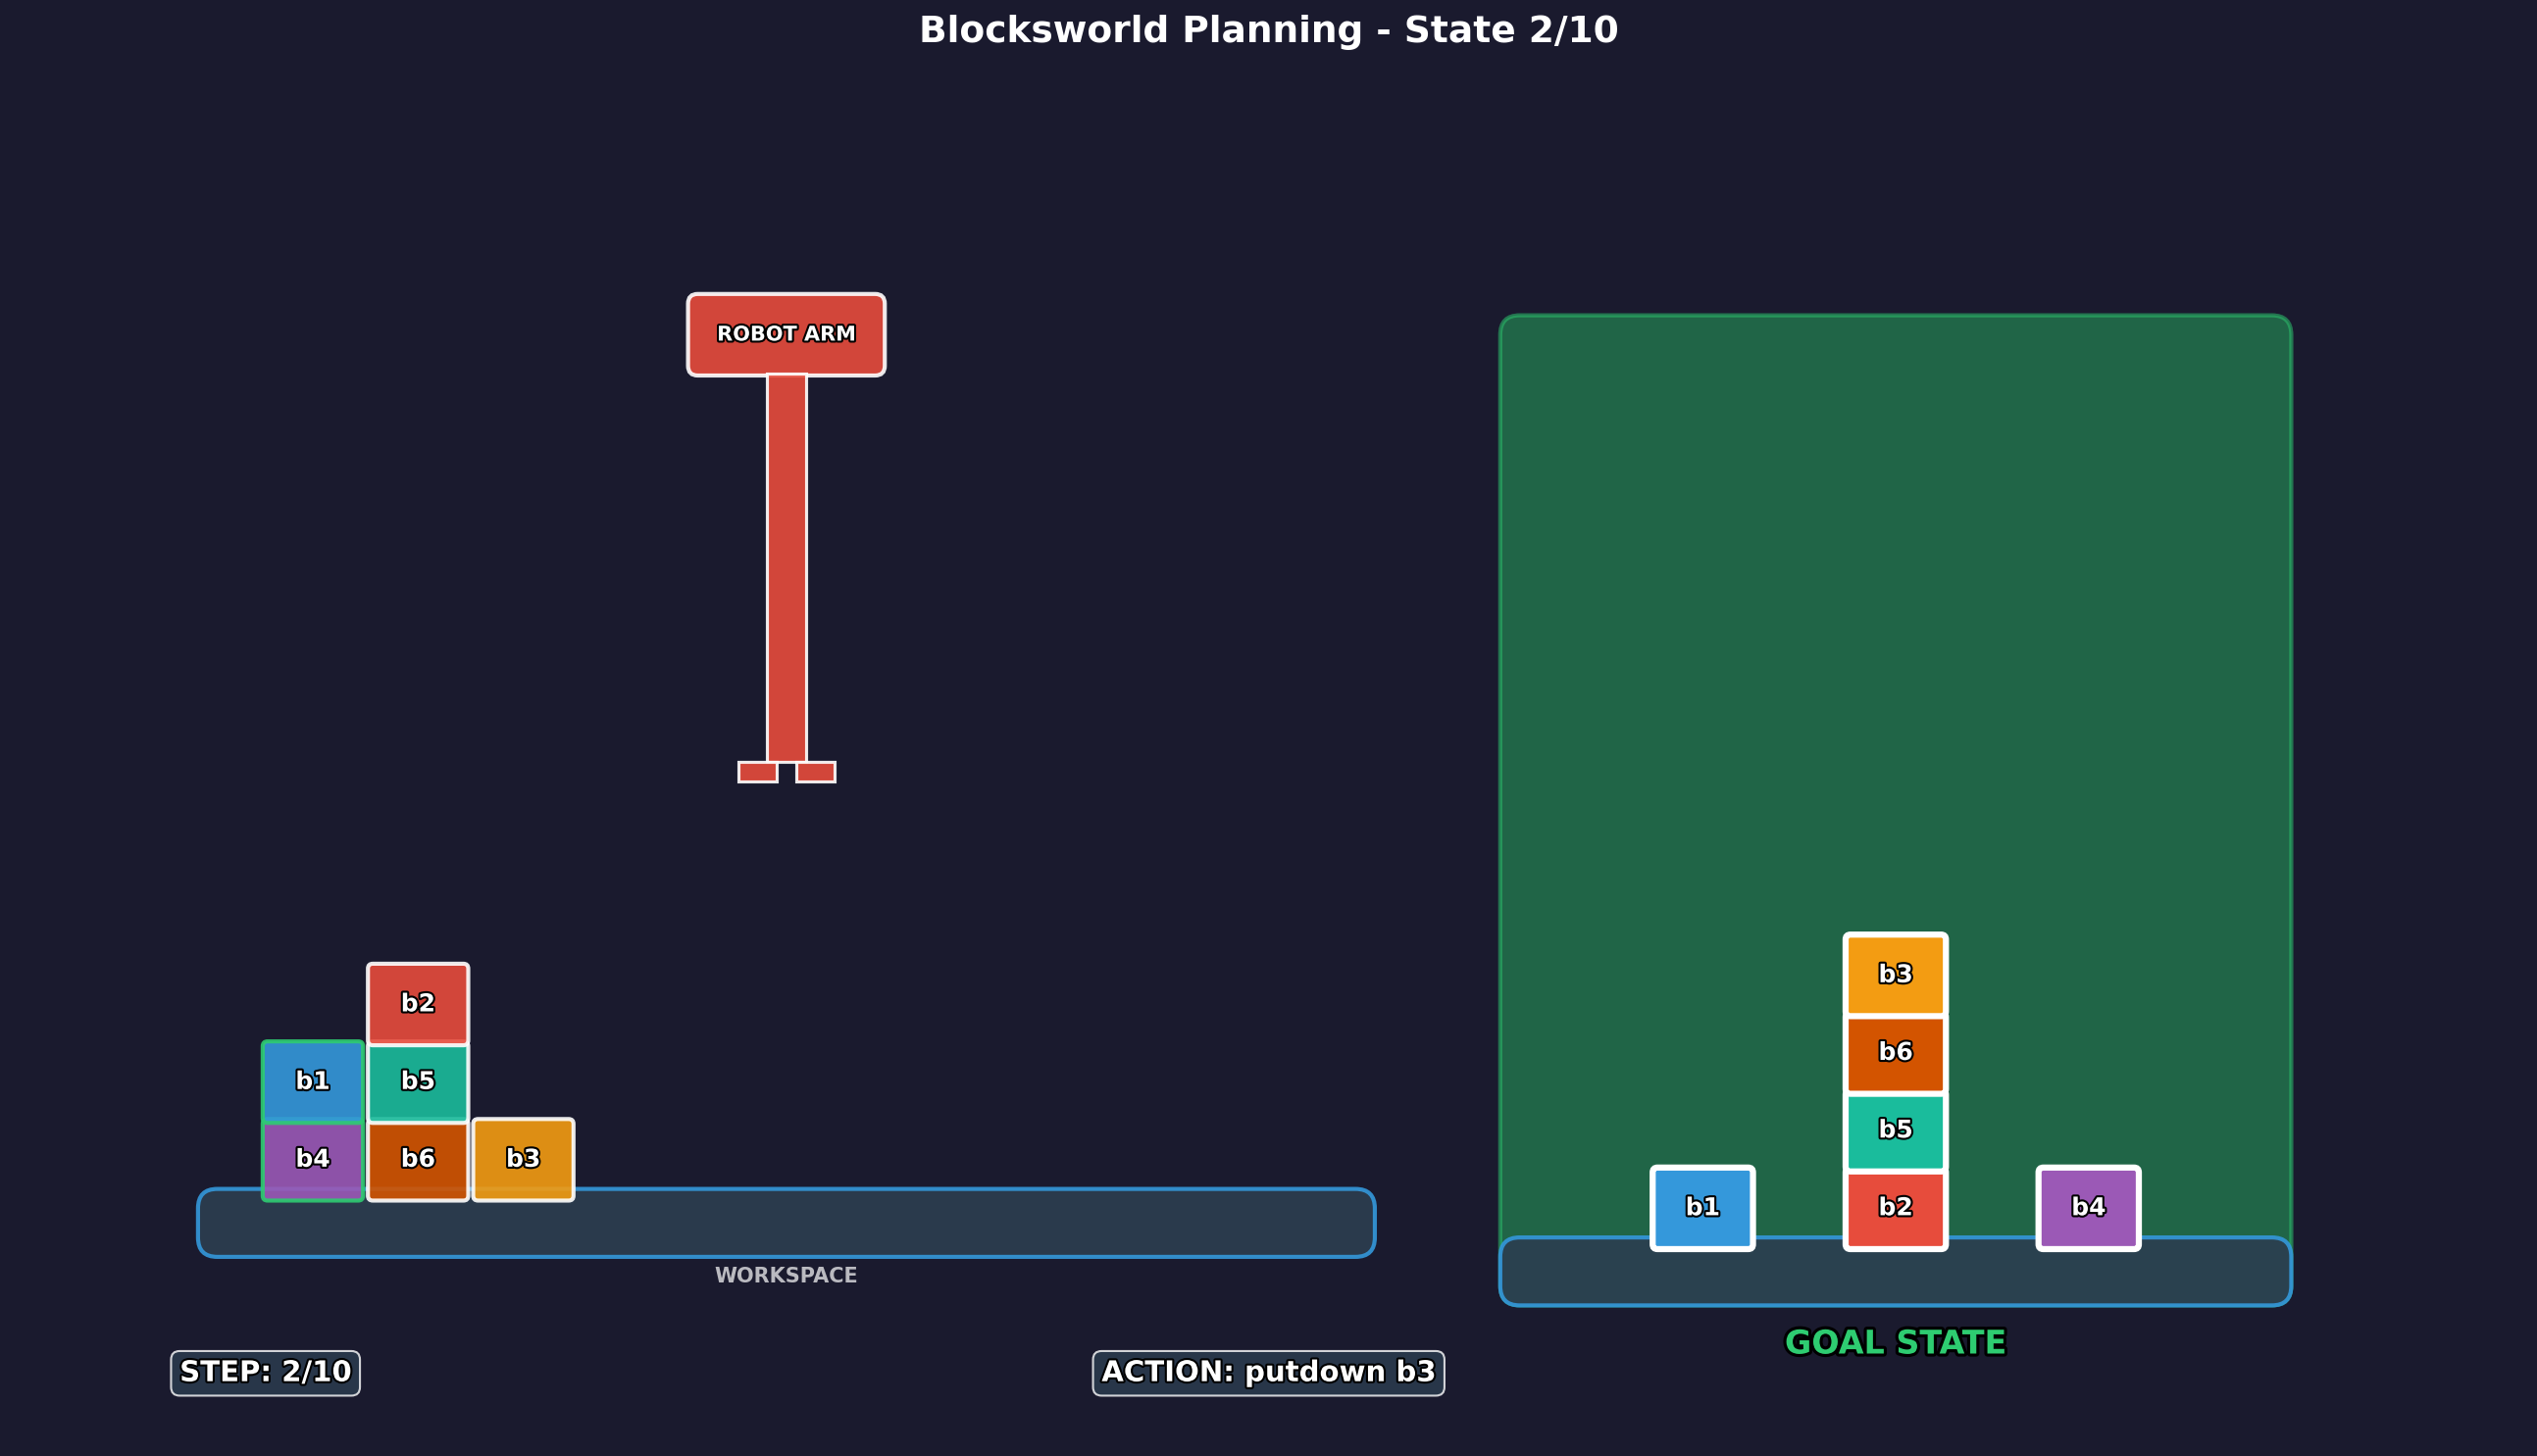 Blocksworld Planning - State 2/10
ROBOT ARM
b2
b1 b5
b4 b6 b3
WORKSPACE
b3
b6
b5
b1 b2 b4
GOAL STATE
STEP: 2/10
ACTION: putdown b3